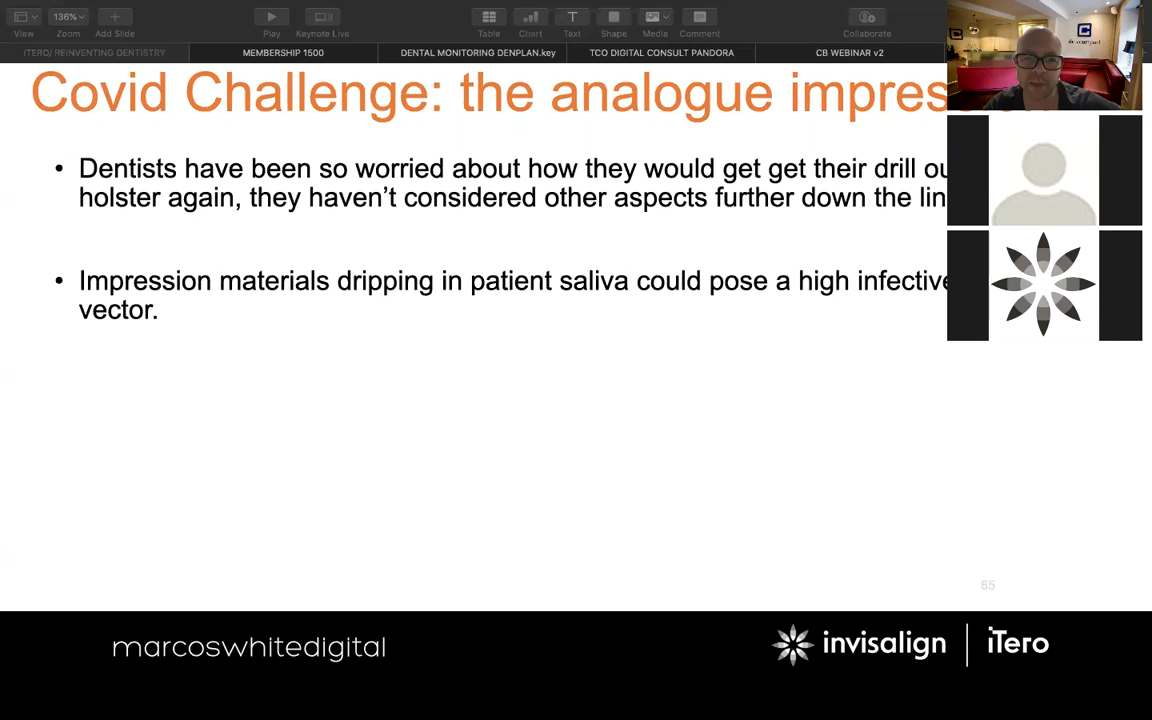 136%
View
Zoom
Add Slide
Play
Keynote Live
Table
Chart
Text
Shape
Media
Comment
Collaborate
ITERO/ REINVENTING DENTISTRY
MEMBERSHIP 1500
DENTAL MONITORING DENPLAN.key
TCO DIGITAL CONSULT PANDORA
CB WEBINAR v2
Covid Challenge: the analogue
• Dentists have been so worried about how they would get get their drill
holster again, they haven't considered other aspects further down the
• Impression materials dripping in patient saliva could pose a high infective
vector.
65
marcoswhitedigital
invisalign | iTero